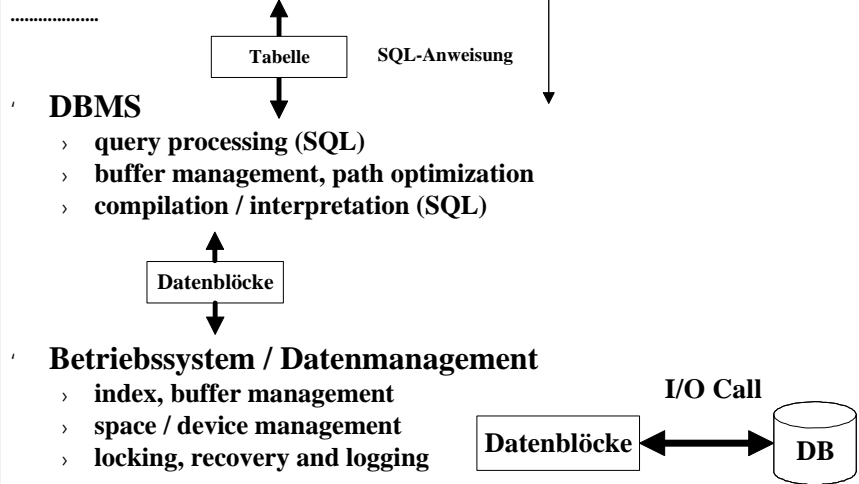 ...................
Tabelle
SQL-Anweisung
DBMS
› query processing (SQL)
› buffer management, path optimization
› compilation / interpretation (SQL)
Datenblöcke
Betriebssystem / Datenmanagement
› index, buffer management
› space / device management
› locking, recovery and logging
I/O Call
Datenblöcke
DB